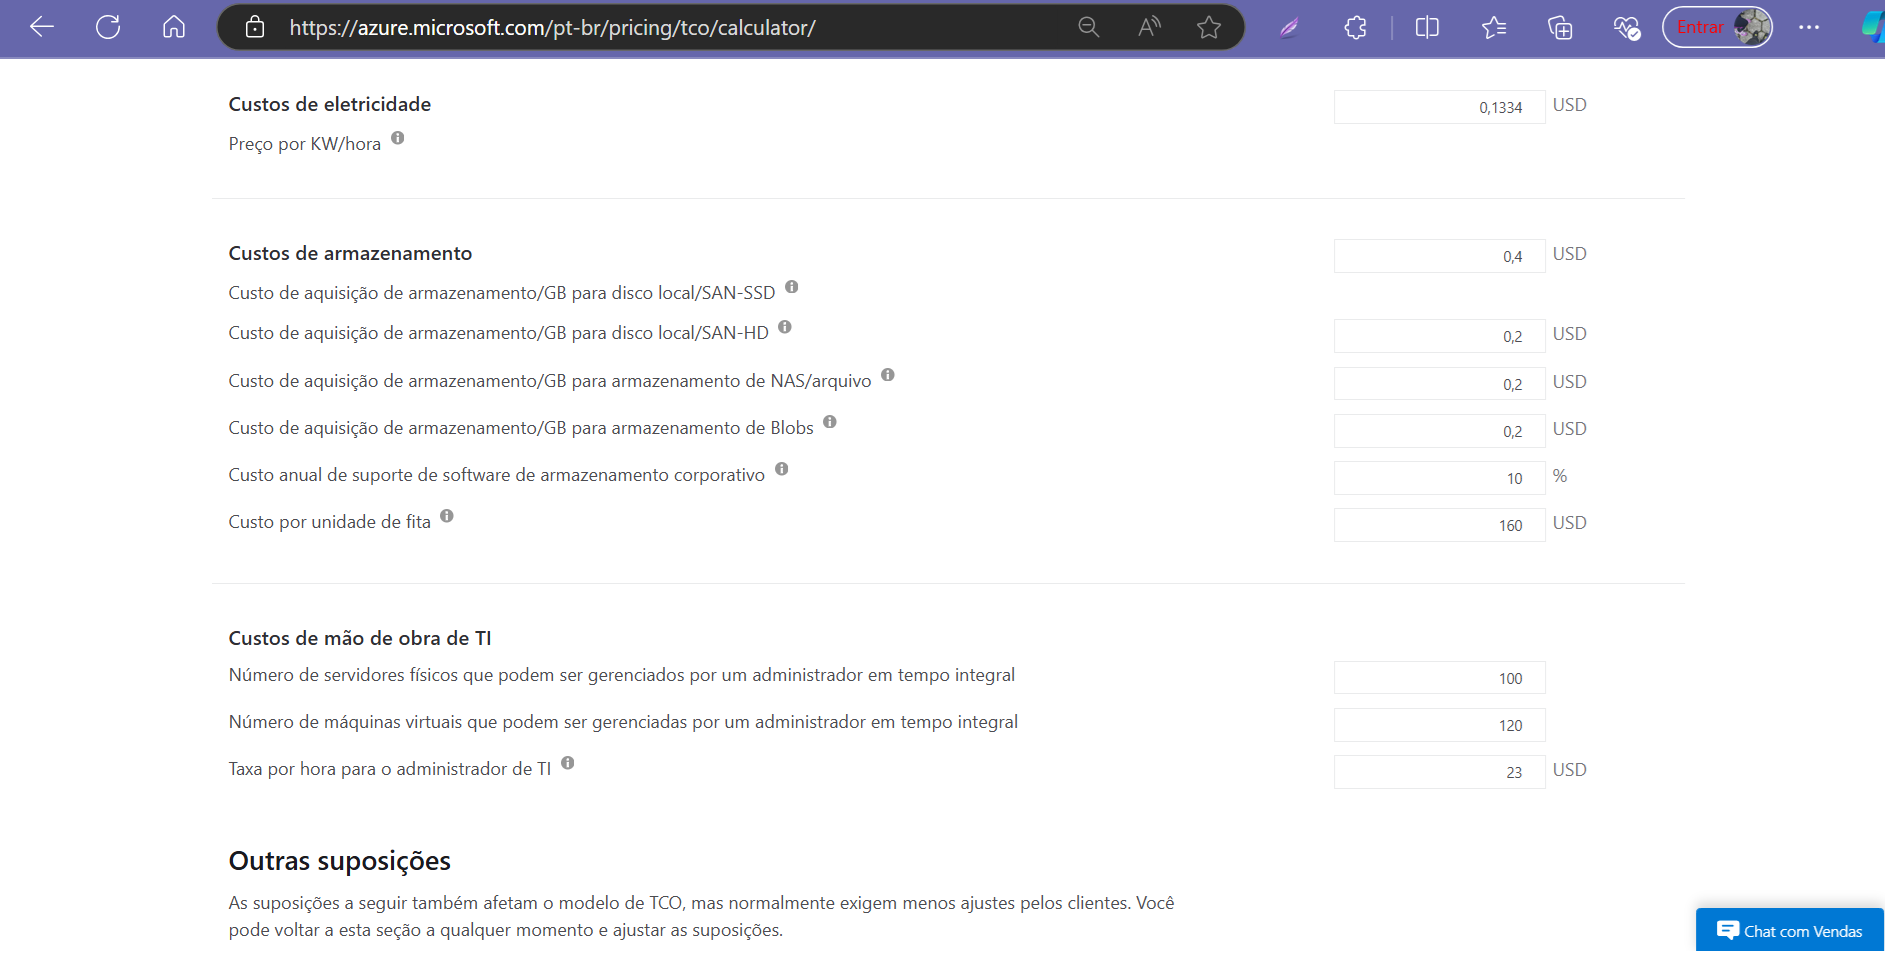 https://azure.microsoft.com/pt-br/pricing/tco/calculator/
Entrar
Custos de eletricidade
0,1334 USD
Preço por KW/hora
Custos de armazenamento
0,4 USD
Custo de aquisição de armazenamento/GB para disco local/SAN-SSD
Custo de aquisição de armazenamento/GB para disco local/SAN-HD
0,2 USD
Custo de aquisição de armazenamento/GB para armazenamento de NAS/arquivo
0,2 USD
Custo de aquisição de armazenamento/GB para armazenamento de Blobs
0,2 USD
Custo anual de suporte de software de armazenamento corporativo
10 %
Custo por unidade de fita
160 USD
Custos de mão de obra de TI
Número de servidores físicos que podem ser gerenciados por um administrador em tempo integral
100
Número de máquinas virtuais que podem ser gerenciadas por um administrador em tempo integral
120
Taxa por hora para o administrador de TI
23 USD
Outras suposições
As suposições a seguir também afetam o modelo de TCO, mas normalmente exigem menos ajustes pelos clientes. Você
pode voltar a esta seção a qualquer momento e ajustar as suposições.
Chat com Vendas